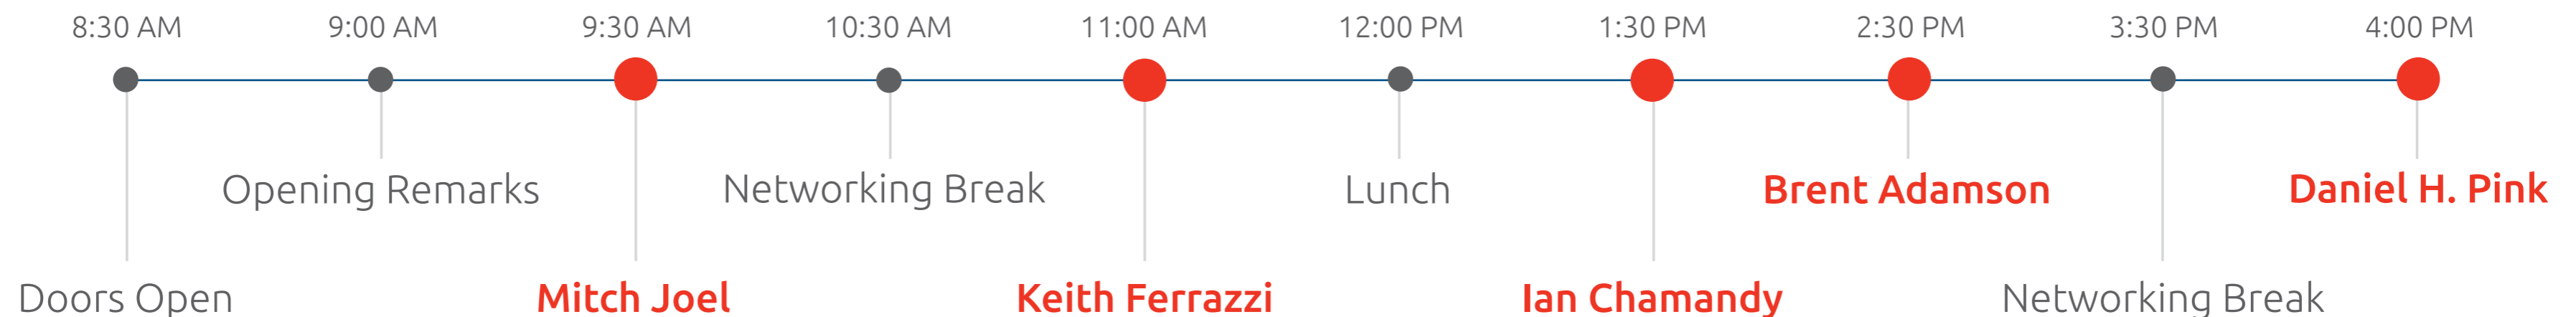 8:30 AM 9:00 AM 9:30 AM 10:30 AM 11:00 AM 12:00 PM 1:30 PM 2:30 PM 3:30 PM 4:00 PM
Opening Remarks Networking Break Lunch Brent Adamson Daniel H. Pink
Doors Open Mitch Joel Keith Ferrazzi Ian Chamandy Networking Break